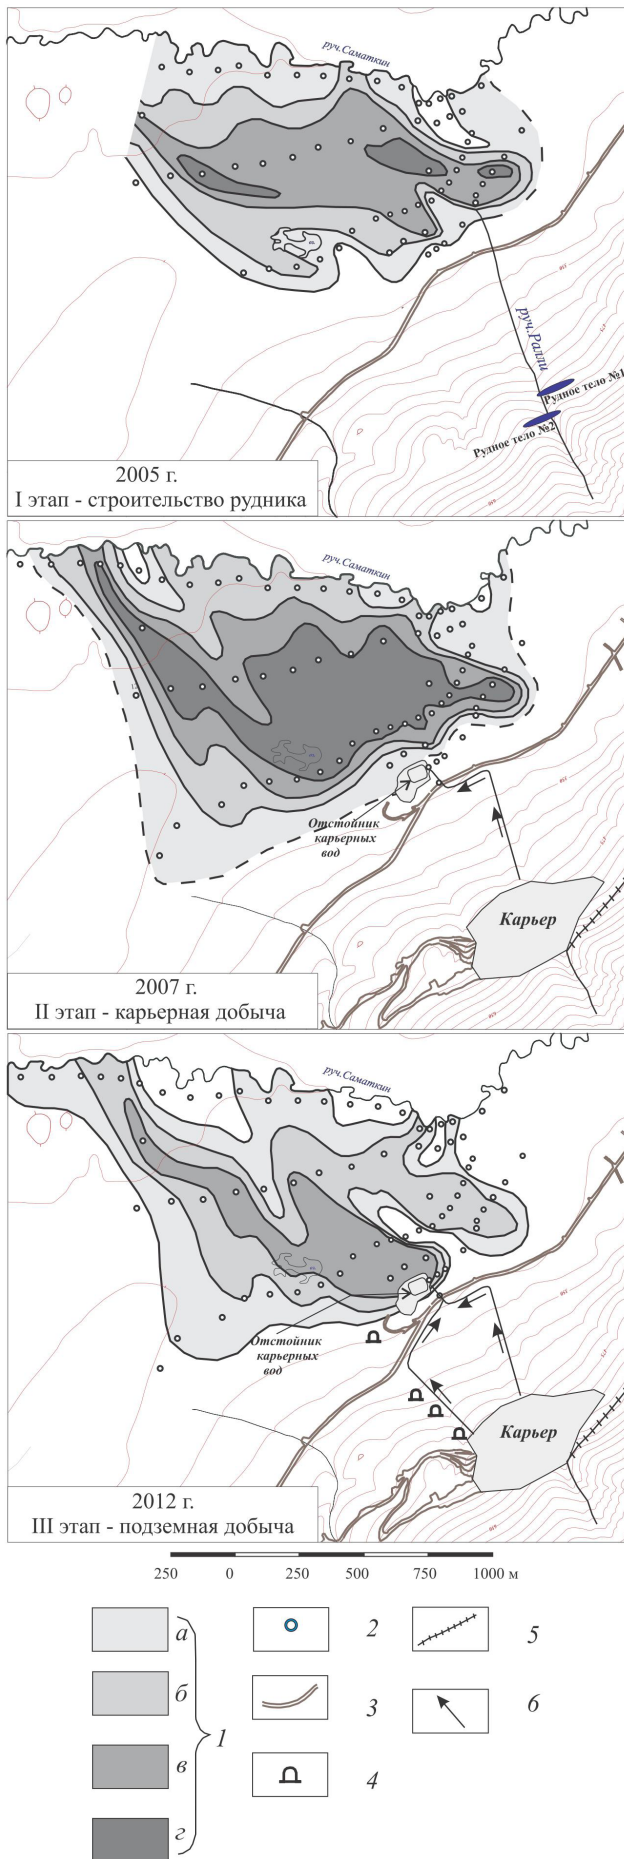 руч.Саматкин
руч.Ралли
Рудное тело №1
Рудное тело №2
2005 г.
I этап - строительство рудника
руч.Саматкин
Отстойник
карьерных
вод
Карьер
2007 г.
II этап - карьерная добыча
руч.Саматкин
Отстойник
карьерных
вод
Карьер
2012 г.
III этап - подземная добыча
250 0 250 500 750 1000 м
а
б
в
г
1
2
3
4
5
6